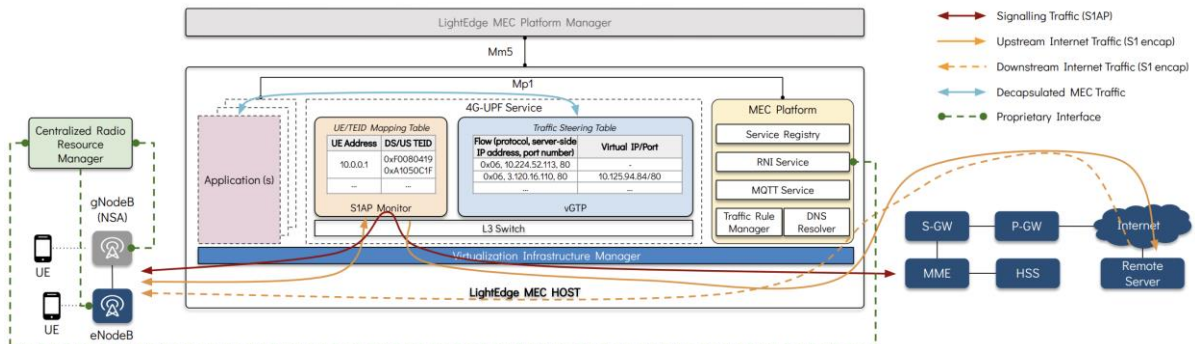 LightEdge MEC Platform Manager
Mm5
Signalling Traffic (S1AP)
Upstream Internet Traffic (S1 encap)
Downstream Internet Traffic (S1 encap)
Decapsulated MEC Traffic
Proprietary Interface
Mp1
Centralized Radio
Resource
Manager
gNodeB
(NSA)
UE
UE
eNodeB
Application (s)
4G-UPF Service
UE/TEID Mapping Table
UE Address
DS/US TEID
10.0.0.1
0xF0080419
0xA1050C1F
...
...
S1AP Monitor
Traffic Steering Table
Flow (protocol, server-side
IP address, port number)
Virtual IP/Port
0x06, 10.224.52.113, 80
-
0x06, 3.120.16.110, 80
10.125.94.84/80
...
...
vGTP
L3 Switch
MEC Platform
Service Registry
RNI Service
MQTT Service
Traffic Rule
Manager
DNS
Resolver
Virtualization Infrastructure Manager
LightEdge MEC HOST
S-GW
P-GW
Internet
MME
HSS
Remote
Server